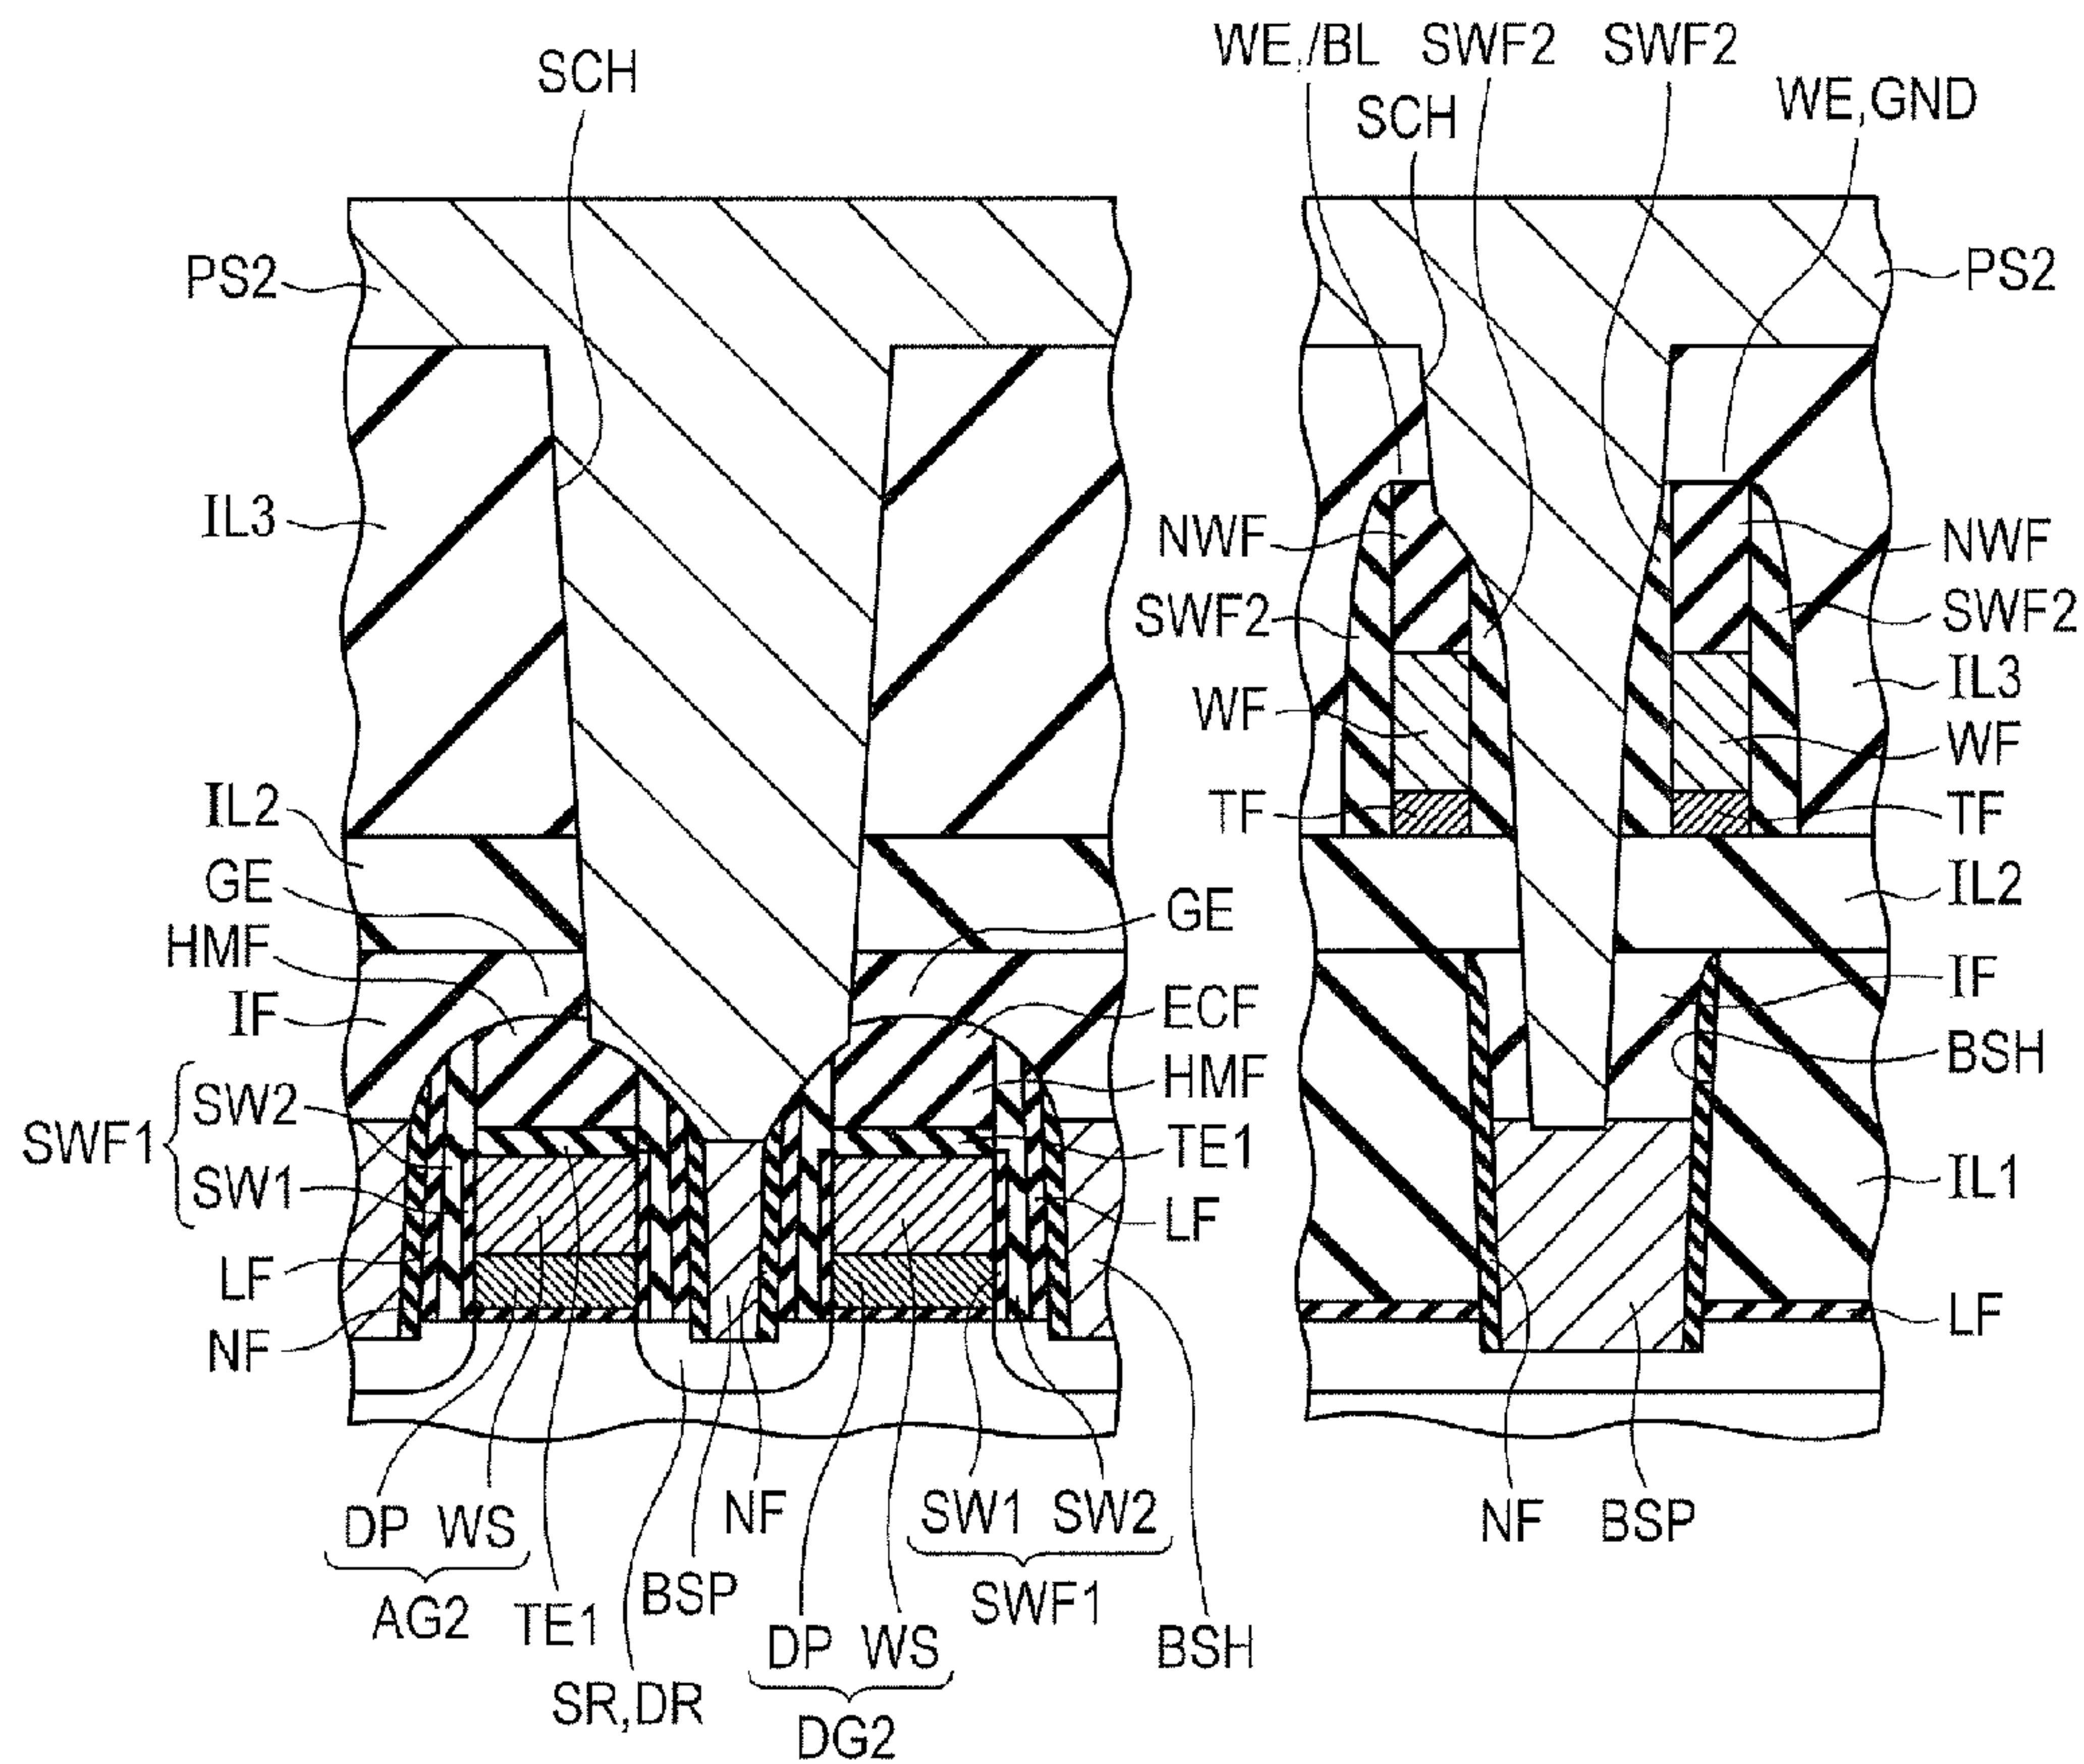 SCH
PS2
IL3
IL2
GE
HMF
IF
SWF1
SW2
SW1
LF
NF
GE
ECF
HMF
TE1
LF
DP WS
AG2
TE1
SR,DR
BSP
NF
DP WS
DG2
SW1 SW2
SWF1
BSH
WE,/BL
SWF2
SWF2
SCH
WE,GND
PS2
NWF
SWF2
WF
TF
NWF
SWF2
IL3
WF
TF
IL2
IF
BSH
IL1
LF
NF
BSP